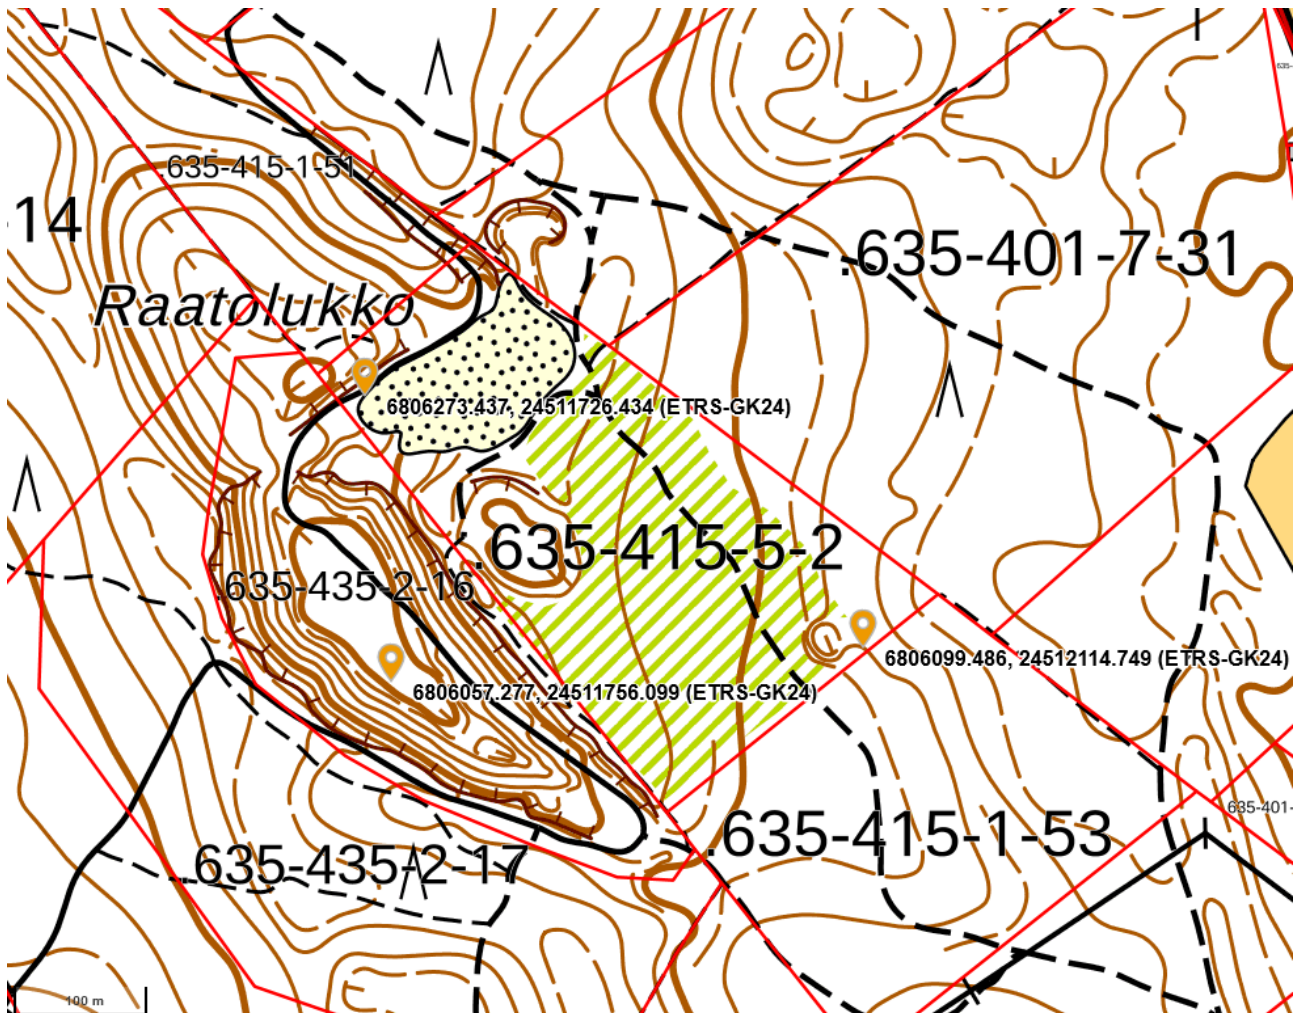 635-
.635-415-1-51
14
.635-401-7-31
Raatolukko
6806273.437, 24511726.434 (ETRS-GK24)
.635-415-5-2
.635-435-2-16
6806099.486, 24512114.749 (ETRS-GK24)
6806057.277, 24511756.099 (ETRS-GK24)
635-401-
.635-415-1-53
.635-435-2-17
100 m